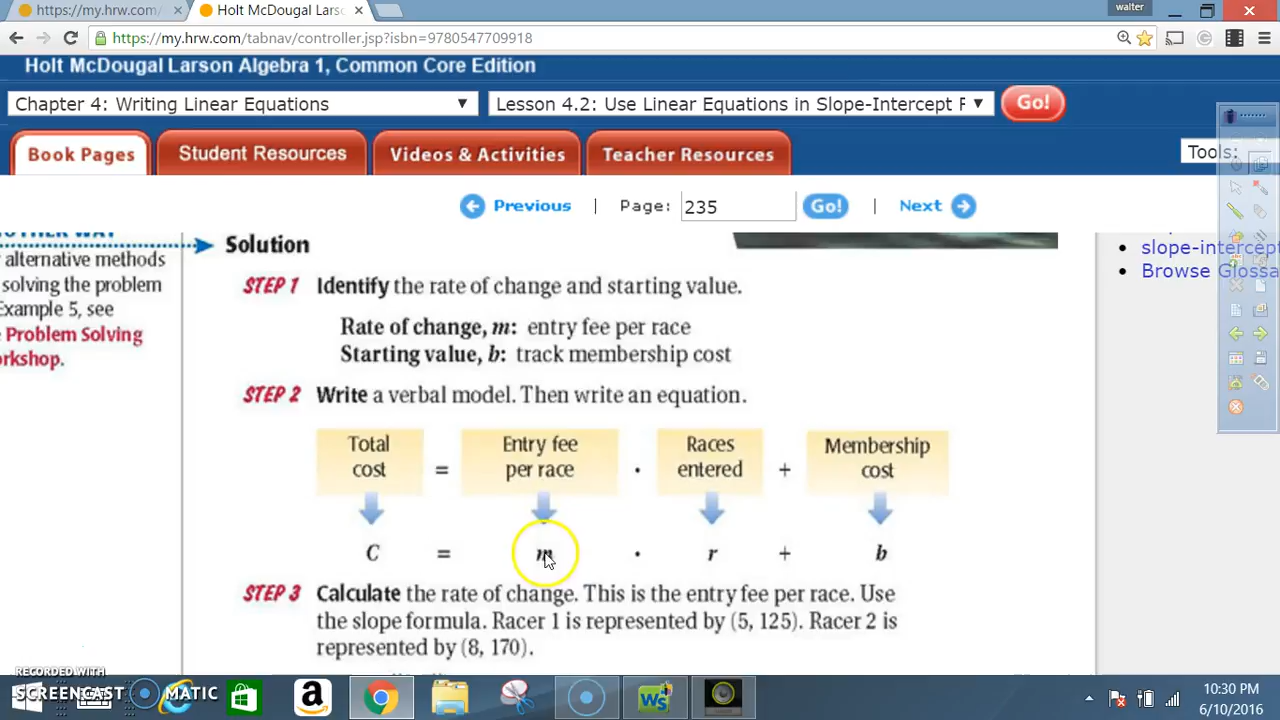 https://my.hrw.com/tabnav/
Holt McDougal Lars
walter
https://my.hrw.com/tabnav/controller.jsp?isbn=9780547709918
Holt McDougal Larson Algebra 1, Common Core Edition
Chapter 4: Writing Linear Equations
Lesson 4.2: Use Linear Equations in Slope-Intercept F
Go!
Book Pages
Student Resources
Videos & Activities
Teacher Resources
Tools:
Previous | Page: 235 Go! | Next
OTHER WAY
alternative methods
solving the problem
Example 5, see
Problem Solving
rkshop.
slope-intercept
Browse Glossa
Solution
STEP 1 Identify the rate of change and starting value.
Rate of change, m: entry fee per race
Starting value, b: track membership cost
STEP 2 Write a verbal model. Then write an equation.
Total cost = Entry fee per race · Races entered + Membership cost
C = m · r + b
STEP 3 Calculate the rate of change. This is the entry fee per race. Use
the slope formula. Racer 1 is represented by (5, 125). Racer 2 is
represented by (8, 170).
RECORDED WITH
SCREENCAST MATIC
a
WS
10:30 PM
6/10/2016